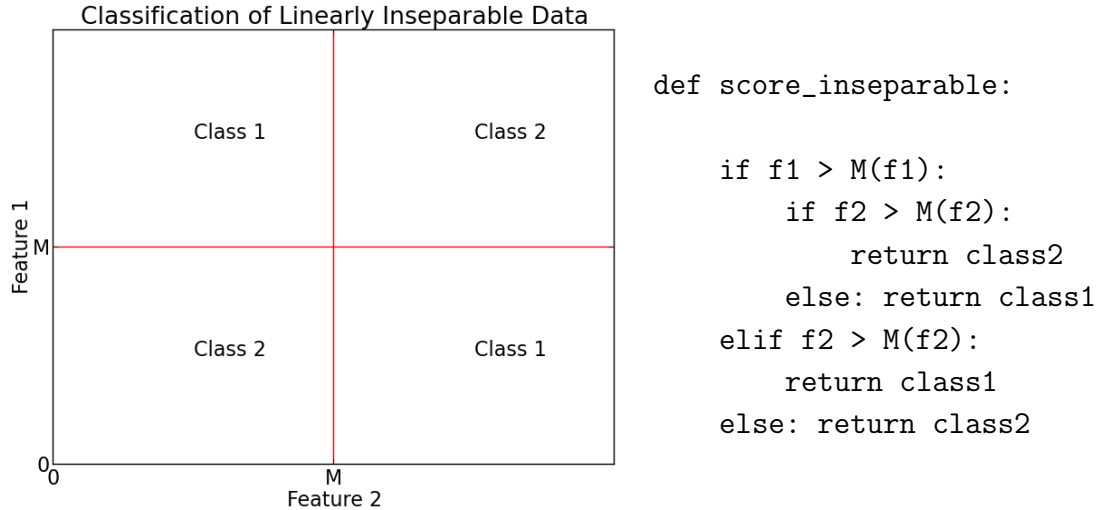 Classification of Linearly Inseparable Data
Class 1
Class 2
Feature 1
M
Class 2
Class 1
0
0
M
Feature 2
def score_inseparable:
if f1 > M(f1):
if f2 > M(f2):
return class2
else: return class1
elif f2 > M(f2):
return class1
else: return class2